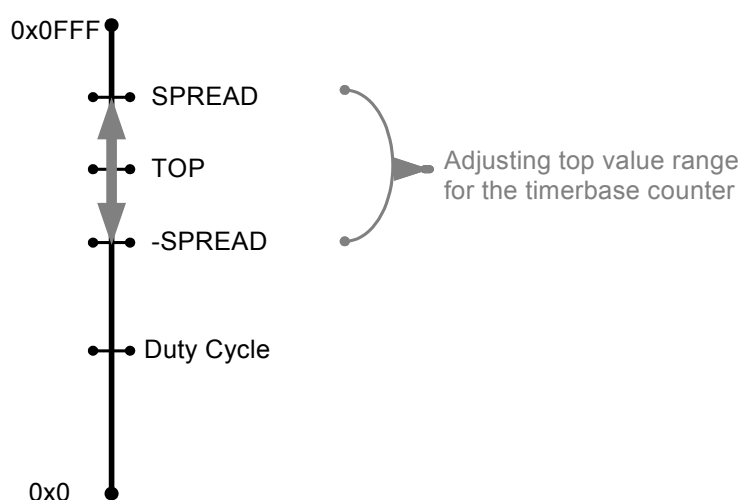 0x0FFF
SPREAD
TOP
Adjusting top value range
for the timerbase counter
-SPREAD
Duty Cycle
0x0